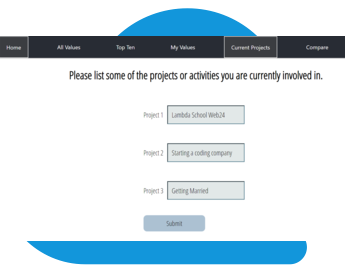 Home All Values Top Ten My Values Current Projects Compare
Please list some of the projects or activities you are currently involved in.
Project 1 Lambda School Web24
Project 2 Starting a coding company
Project 3 Getting Married
Submit